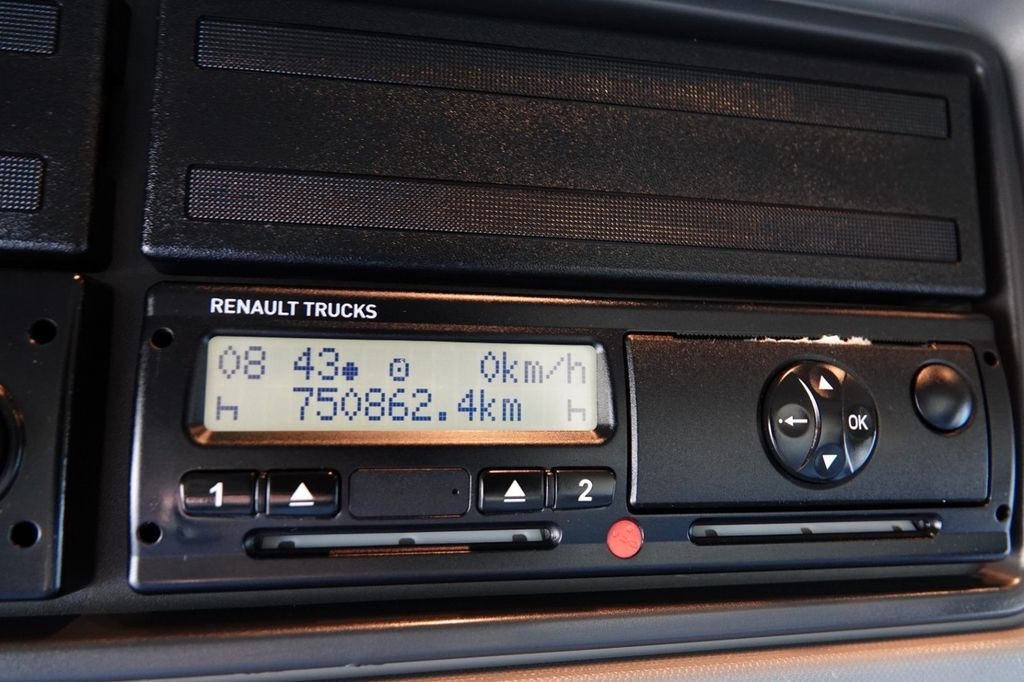 RENAULT TRUCKS
08 43 0km/h
750862.4km
1 2
OK